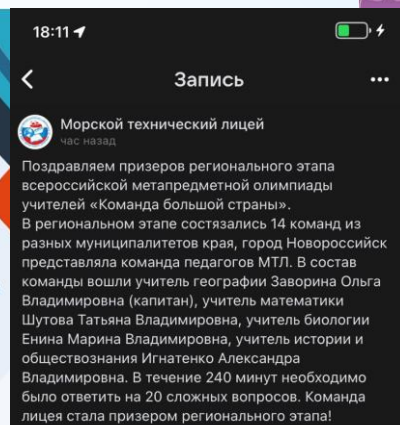 18:11
Запись
Морской технический лицей
час назад
Поздравляем призеров регионального этапа
всероссийской метапредметной олимпиады
учителей «Команда большой страны».
В региональном этапе состязались 14 команд из
разных муниципалитетов края, город Новороссийск
представляла команда педагогов МТЛ. В состав
команды вошли учитель географии Заворина Ольга
Владимировна (капитан), учитель математики
Шутова Татьяна Владимировна, учитель биологии
Енина Марина Владимировна, учитель истории и
обществознания Игнатенко Александра
Владимировна. В течение 240 минут необходимо
было ответить на 20 сложных вопросов. Команда
лицея стала призером регионального этапа!